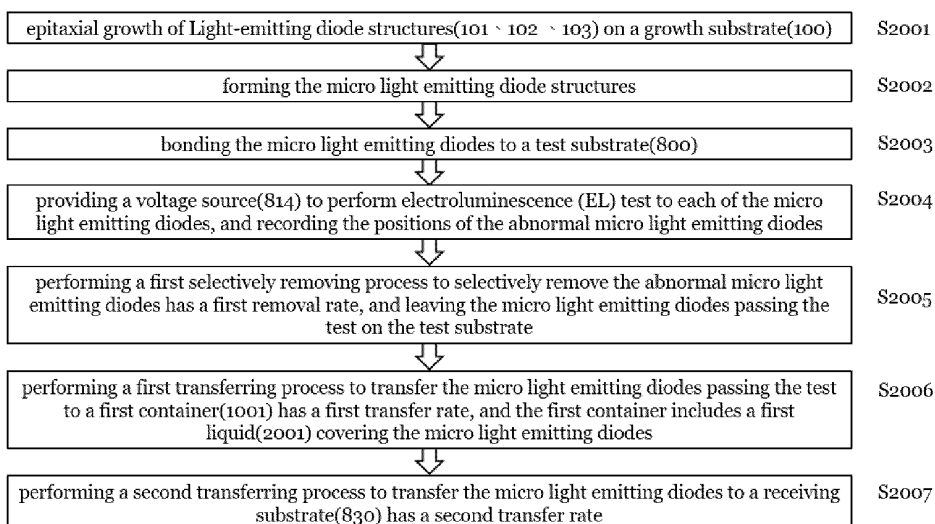 epitaxial growth of Light-emitting diode structures(101、102 、103) on a growth substrate(100)
S2001
forming the micro light emitting diode structures
S2002
bonding the micro light emitting diodes to a test substrate(800)
S2003
providing a voltage source(814) to perform electroluminescence (EL) test to each of the micro
light emitting diodes, and recording the positions of the abnormal micro light emitting diodes
S2004
performing a first selectively removing process to selectively remove the abnormal micro light
emitting diodes has a first removal rate, and leaving the micro light emitting diodes passing the
test on the test substrate
S2005
performing a first transferring process to transfer the micro light emitting diodes passing the test
to a first container(1001) has a first transfer rate, and the first container includes a first
liquid(2001) covering the micro light emitting diodes
S2006
performing a second transferring process to transfer the micro light emitting diodes to a receiving
substrate(830) has a second transfer rate
S2007